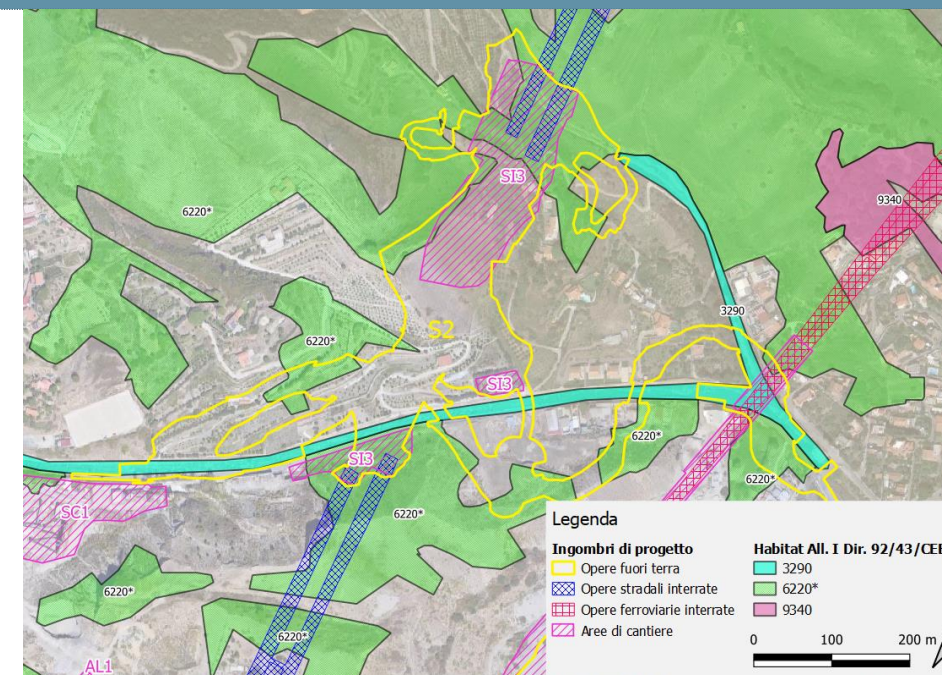 SI3
9340
6220*
3290
6220*
S2
SI3
6220*
SI3
6220*
SC1
6220*
6220*
6220*
AL1
Legenda
Ingombri di progetto
Opere fuori terra
Opere stradali interrate
Opere ferroviarie interrate
Aree di cantiere
Habitat All. I Dir. 92/43/CEE
3290
6220*
9340
0 100 200 m